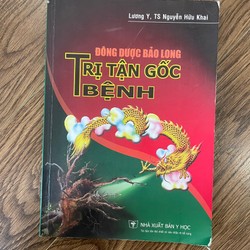 Lương Y, TS Nguyễn Hữu Khai
ĐÔNG DƯỢC BẢO LONG
TRỊ TẬN GỐC
BỆNH
NHÀ XUẤT BẢN Y HỌC